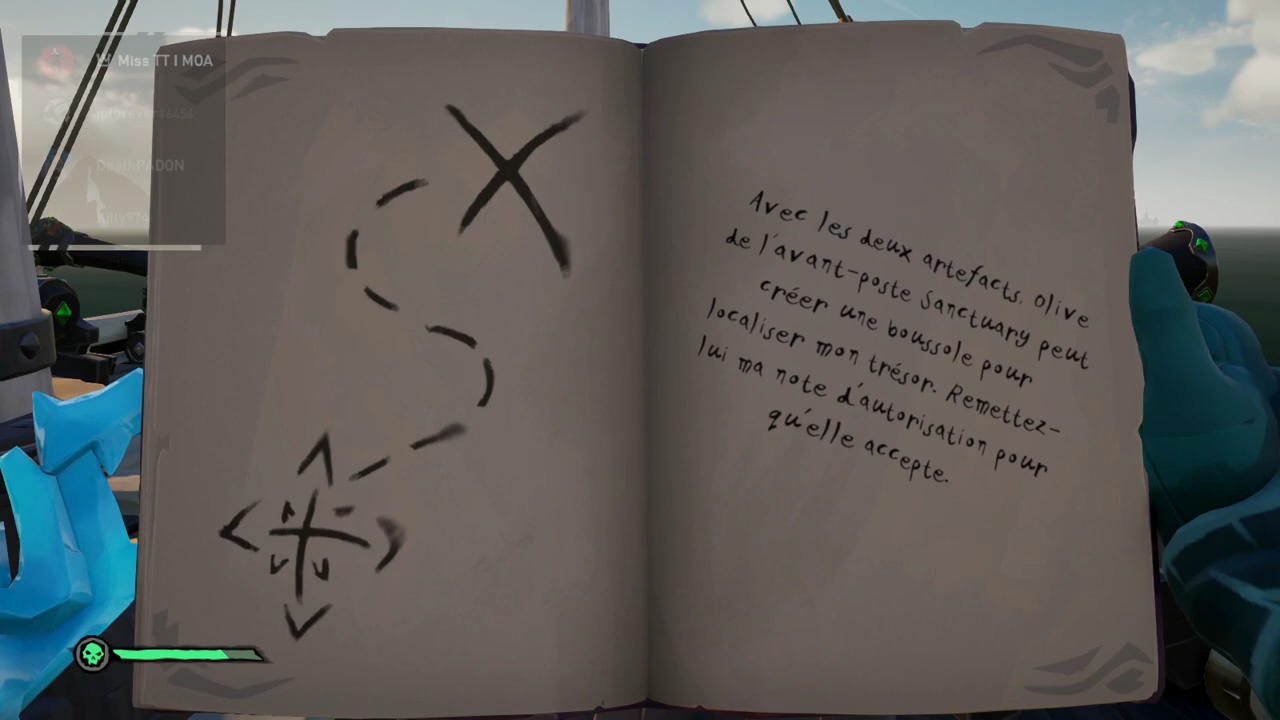 Miss TT I MOA
DeathRADON
Avec les deux artefacts. Olive
de l'avant-poste Sanctuary peut
créer une boussole pour
localiser mon trésor. Remettez-
lui ma note d'autorisation pour
qu'elle accepte.